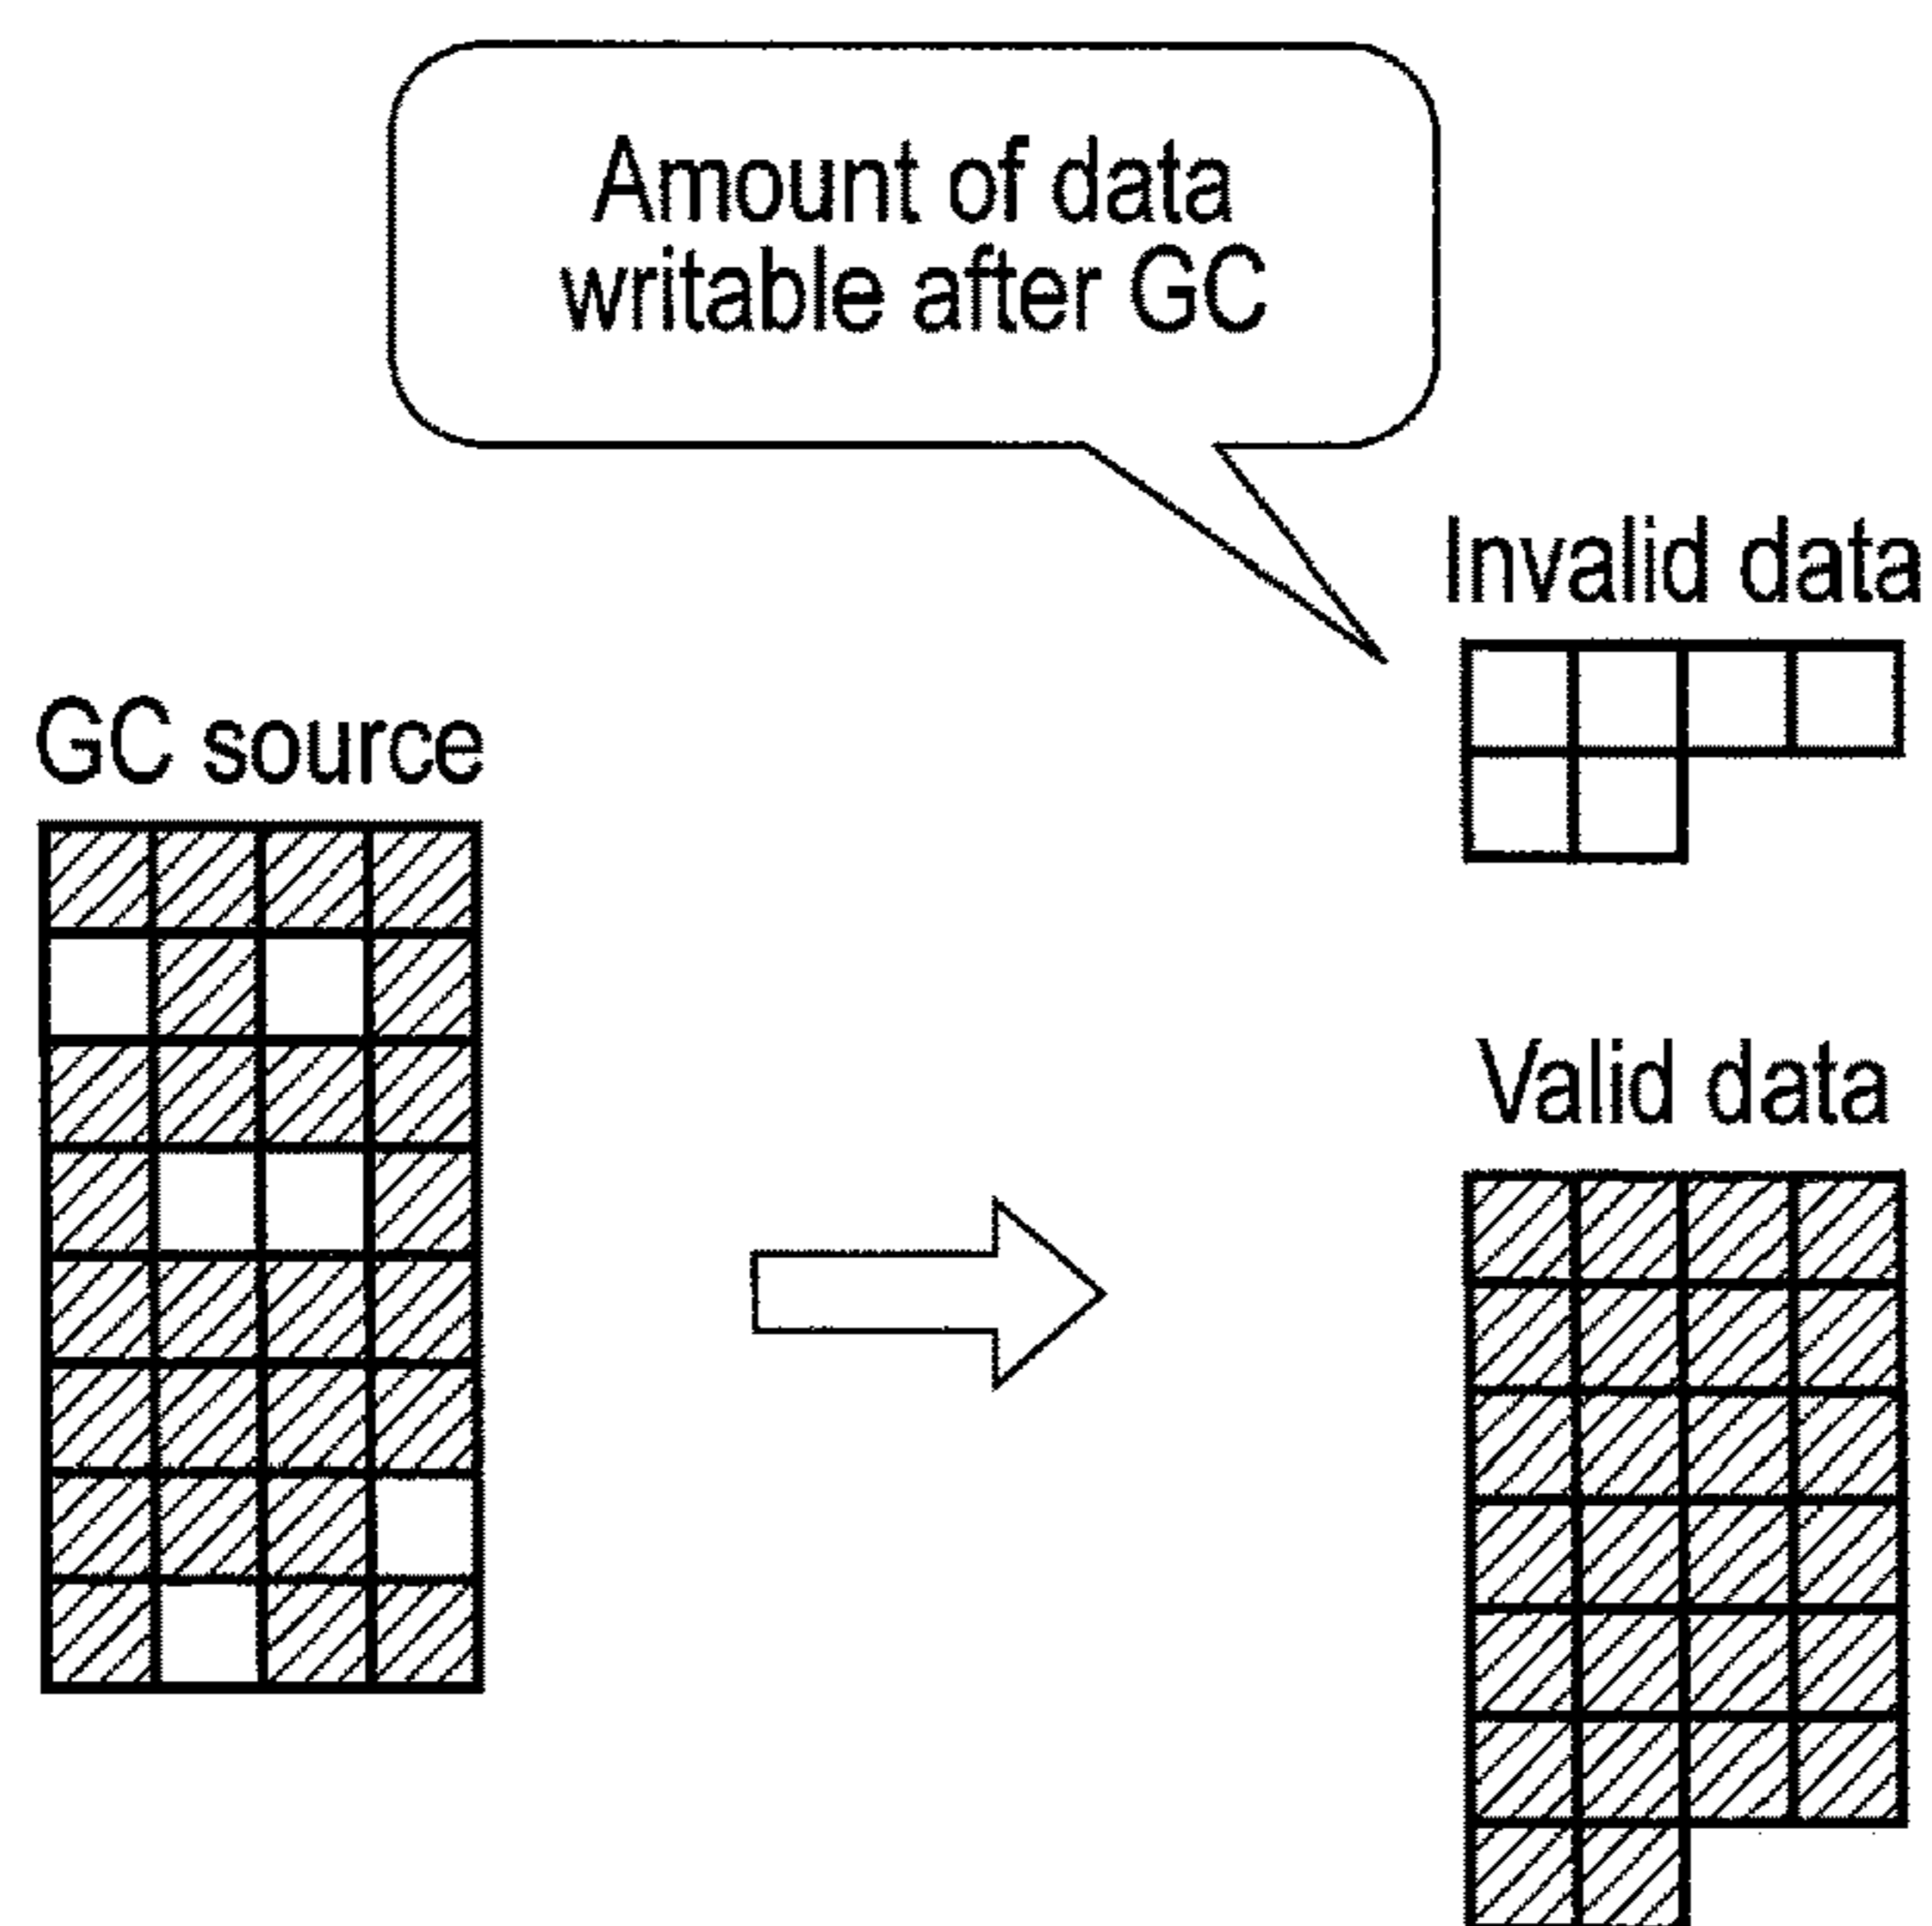 Amount of data
writable after GC
Invalid data
GC source
Valid data